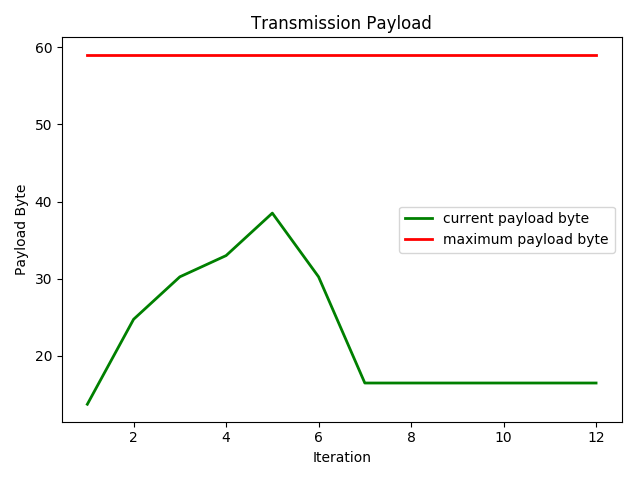 Transmission Payload
60
50
40
30
20
Payload Byte
current payload byte
maximum payload byte
2 4 6 8 10 12
Iteration